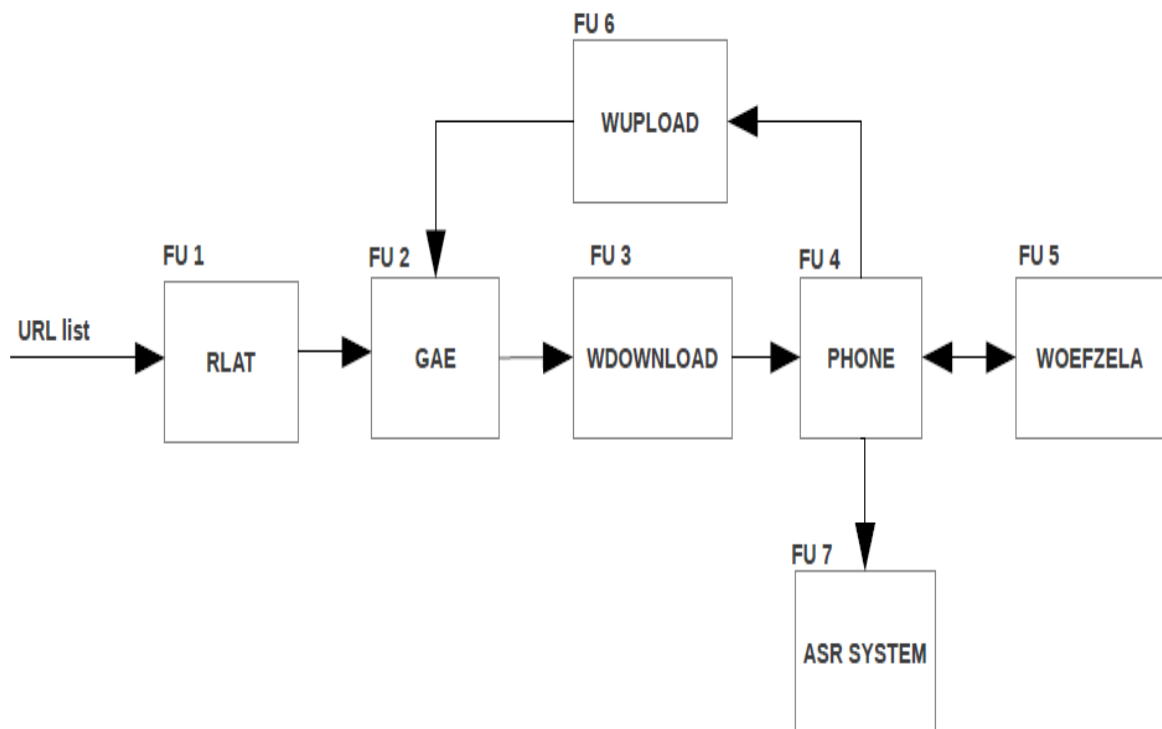 FU 6
WUPLOAD
FU 1
FU 2
FU 3
FU 4
FU 5
URL list
RLAT
GAE
WDOWNLOAD
PHONE
WOEFZELA
FU 7
ASR SYSTEM